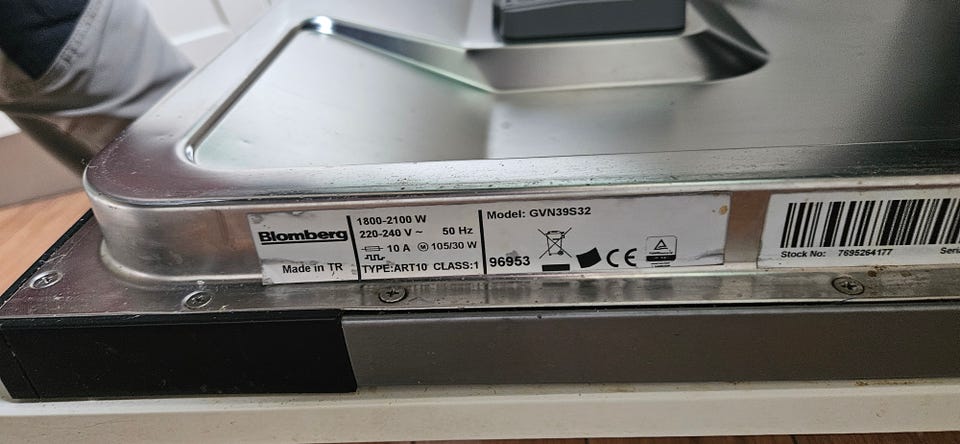 Blomberg
Made in TR
1800-2100 W
220-240 V ~ 50 Hz
10 A M 105/30 W
TYPE:ART10 CLASS:1
Model: GVN39S32
96953
CE
Stock No: 7695264177
Seria